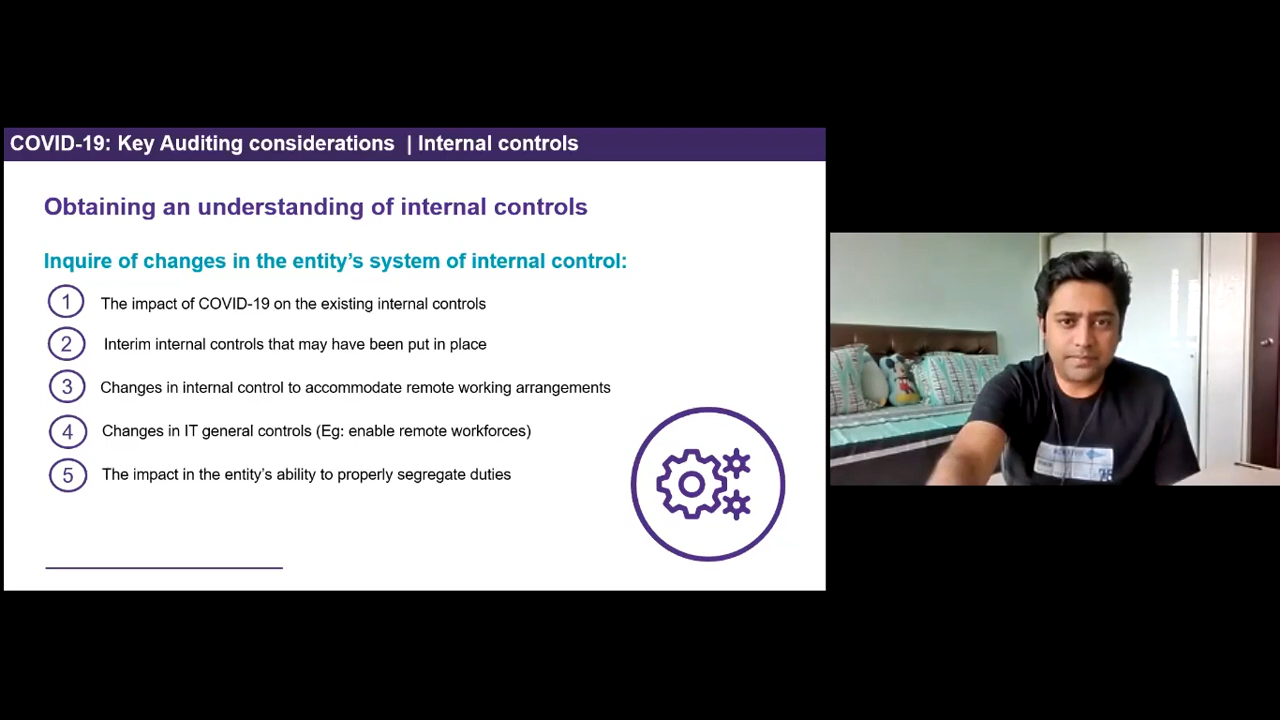 COVID-19: Key Auditing considerations | Internal controls
Obtaining an understanding of internal controls
Inquire of changes in the entity’s system of internal control:
1 The impact of COVID-19 on the existing internal controls
2 Interim internal controls that may have been put in place
3 Changes in internal control to accommodate remote working arrangements
4 Changes in IT general controls (Eg: enable remote workforces)
5 The impact in the entity’s ability to properly segregate duties